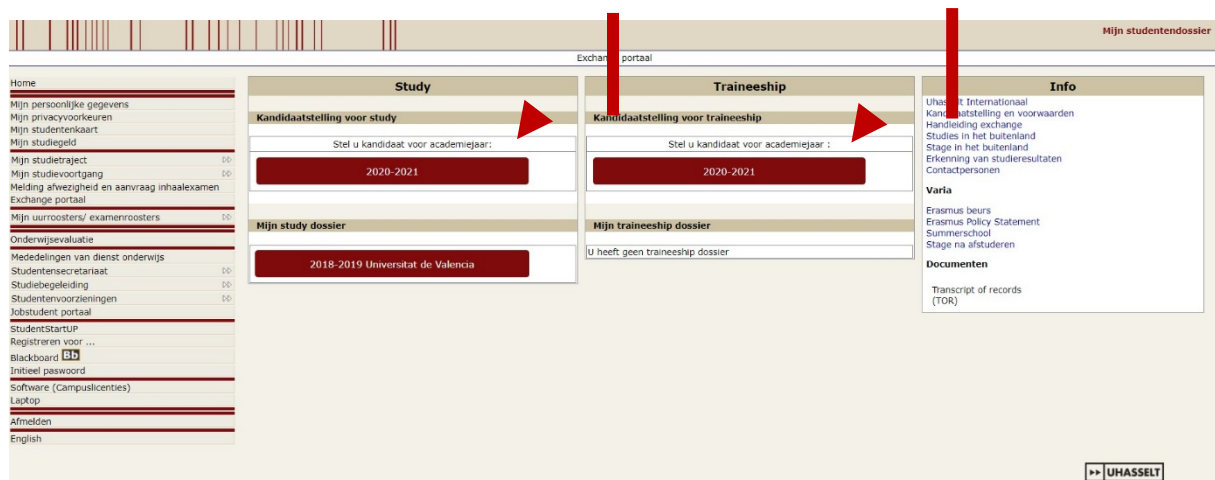 Mijn studentendossier
Exchange portaal
Home
Mijn persoonlijke gegevens
Mijn privacyvoorkeuren
Mijn studentenkaart
Mijn studiegeld
Mijn studietraject
Mijn studievoortgang
Melding afwezigheid en aanvraag inhaalexamen
Exchange portaal
Mijn uurroosters/ examenroosters
Onderwijsevaluatie
Mededelingen van dienst onderwijs
Studentensecretariaat
Studiebegeleiding
Studentenvoorzieningen
Jobstudent portaal
StudentStartUP
Registreren voor ...
Blackboard Bb
Initieel paswoord
Software (Campuslicenties)
Laptop
Afmelden
English
Study
Kandidaatstelling voor study
Stel u kandidaat voor academiejaar:
2020-2021
Mijn study dossier
2018-2019 Universitat de Valencia
Traineeship
Kandidaatstelling voor traineeship
Stel u kandidaat voor academiejaar :
2020-2021
Mijn traineeship dossier
U heeft geen traineeship dossier
Info
Uhasselt Internationaal
Kandidaatstelling en voorwaarden
Handleiding exchange
Studies in het buitenland
Stage in het buitenland
Erkenning van studieresultaten
Contactpersonen
Varia
Erasmus beurs
Erasmus Policy Statement
Summerschool
Stage na afstuderen
Documenten
Transcript of records
(TOR)
UHASSELT